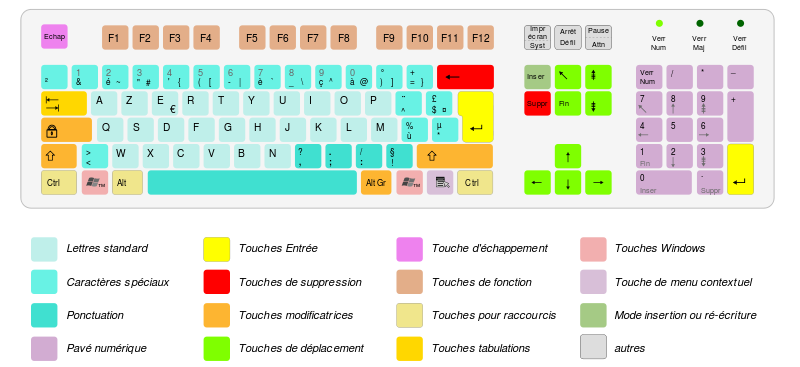 Echap F1 F2 F3 F4 F5 F6 F7 F8 F9 F10 F11 F12
Impr écran Syst
Arrêt Défil
Pause Attn
Verr Num
Verr Maj
Verr Défil
² 1 & 2 é ~ 3 " # 4 ' { 5 ( [ 6 - | 7 è ` 8 _ \ 9 ç ^ 0 à @ ° ) ] + = } ← Inser ↖ Verr Num / * –
A Z E € R T Y U I O P ¨ ^ £ $ ¤ Suppr Fin 7 8 ↑ 9 +
Q S D F G H J K L M % ù µ * 4 ← 5 6 →
⇧ > < W X C V B N ? , . ; / : § ! ⇧ ↑ 1 Fin 2 ↓ 3
Ctrl TM Alt Alt Gr TM Ctrl ← ↓ → 0 Inser . Suppr
Lettres standard
Touches Entrée
Touche d'échappement
Touches Windows
Caractères spéciaux
Touches de suppression
Touches de fonction
Touche de menu contextuel
Ponctuation
Touches modificatrices
Touches pour raccourcis
Mode insertion ou ré-écriture
Pavé numérique
Touches de déplacement
Touches tabulations
autres